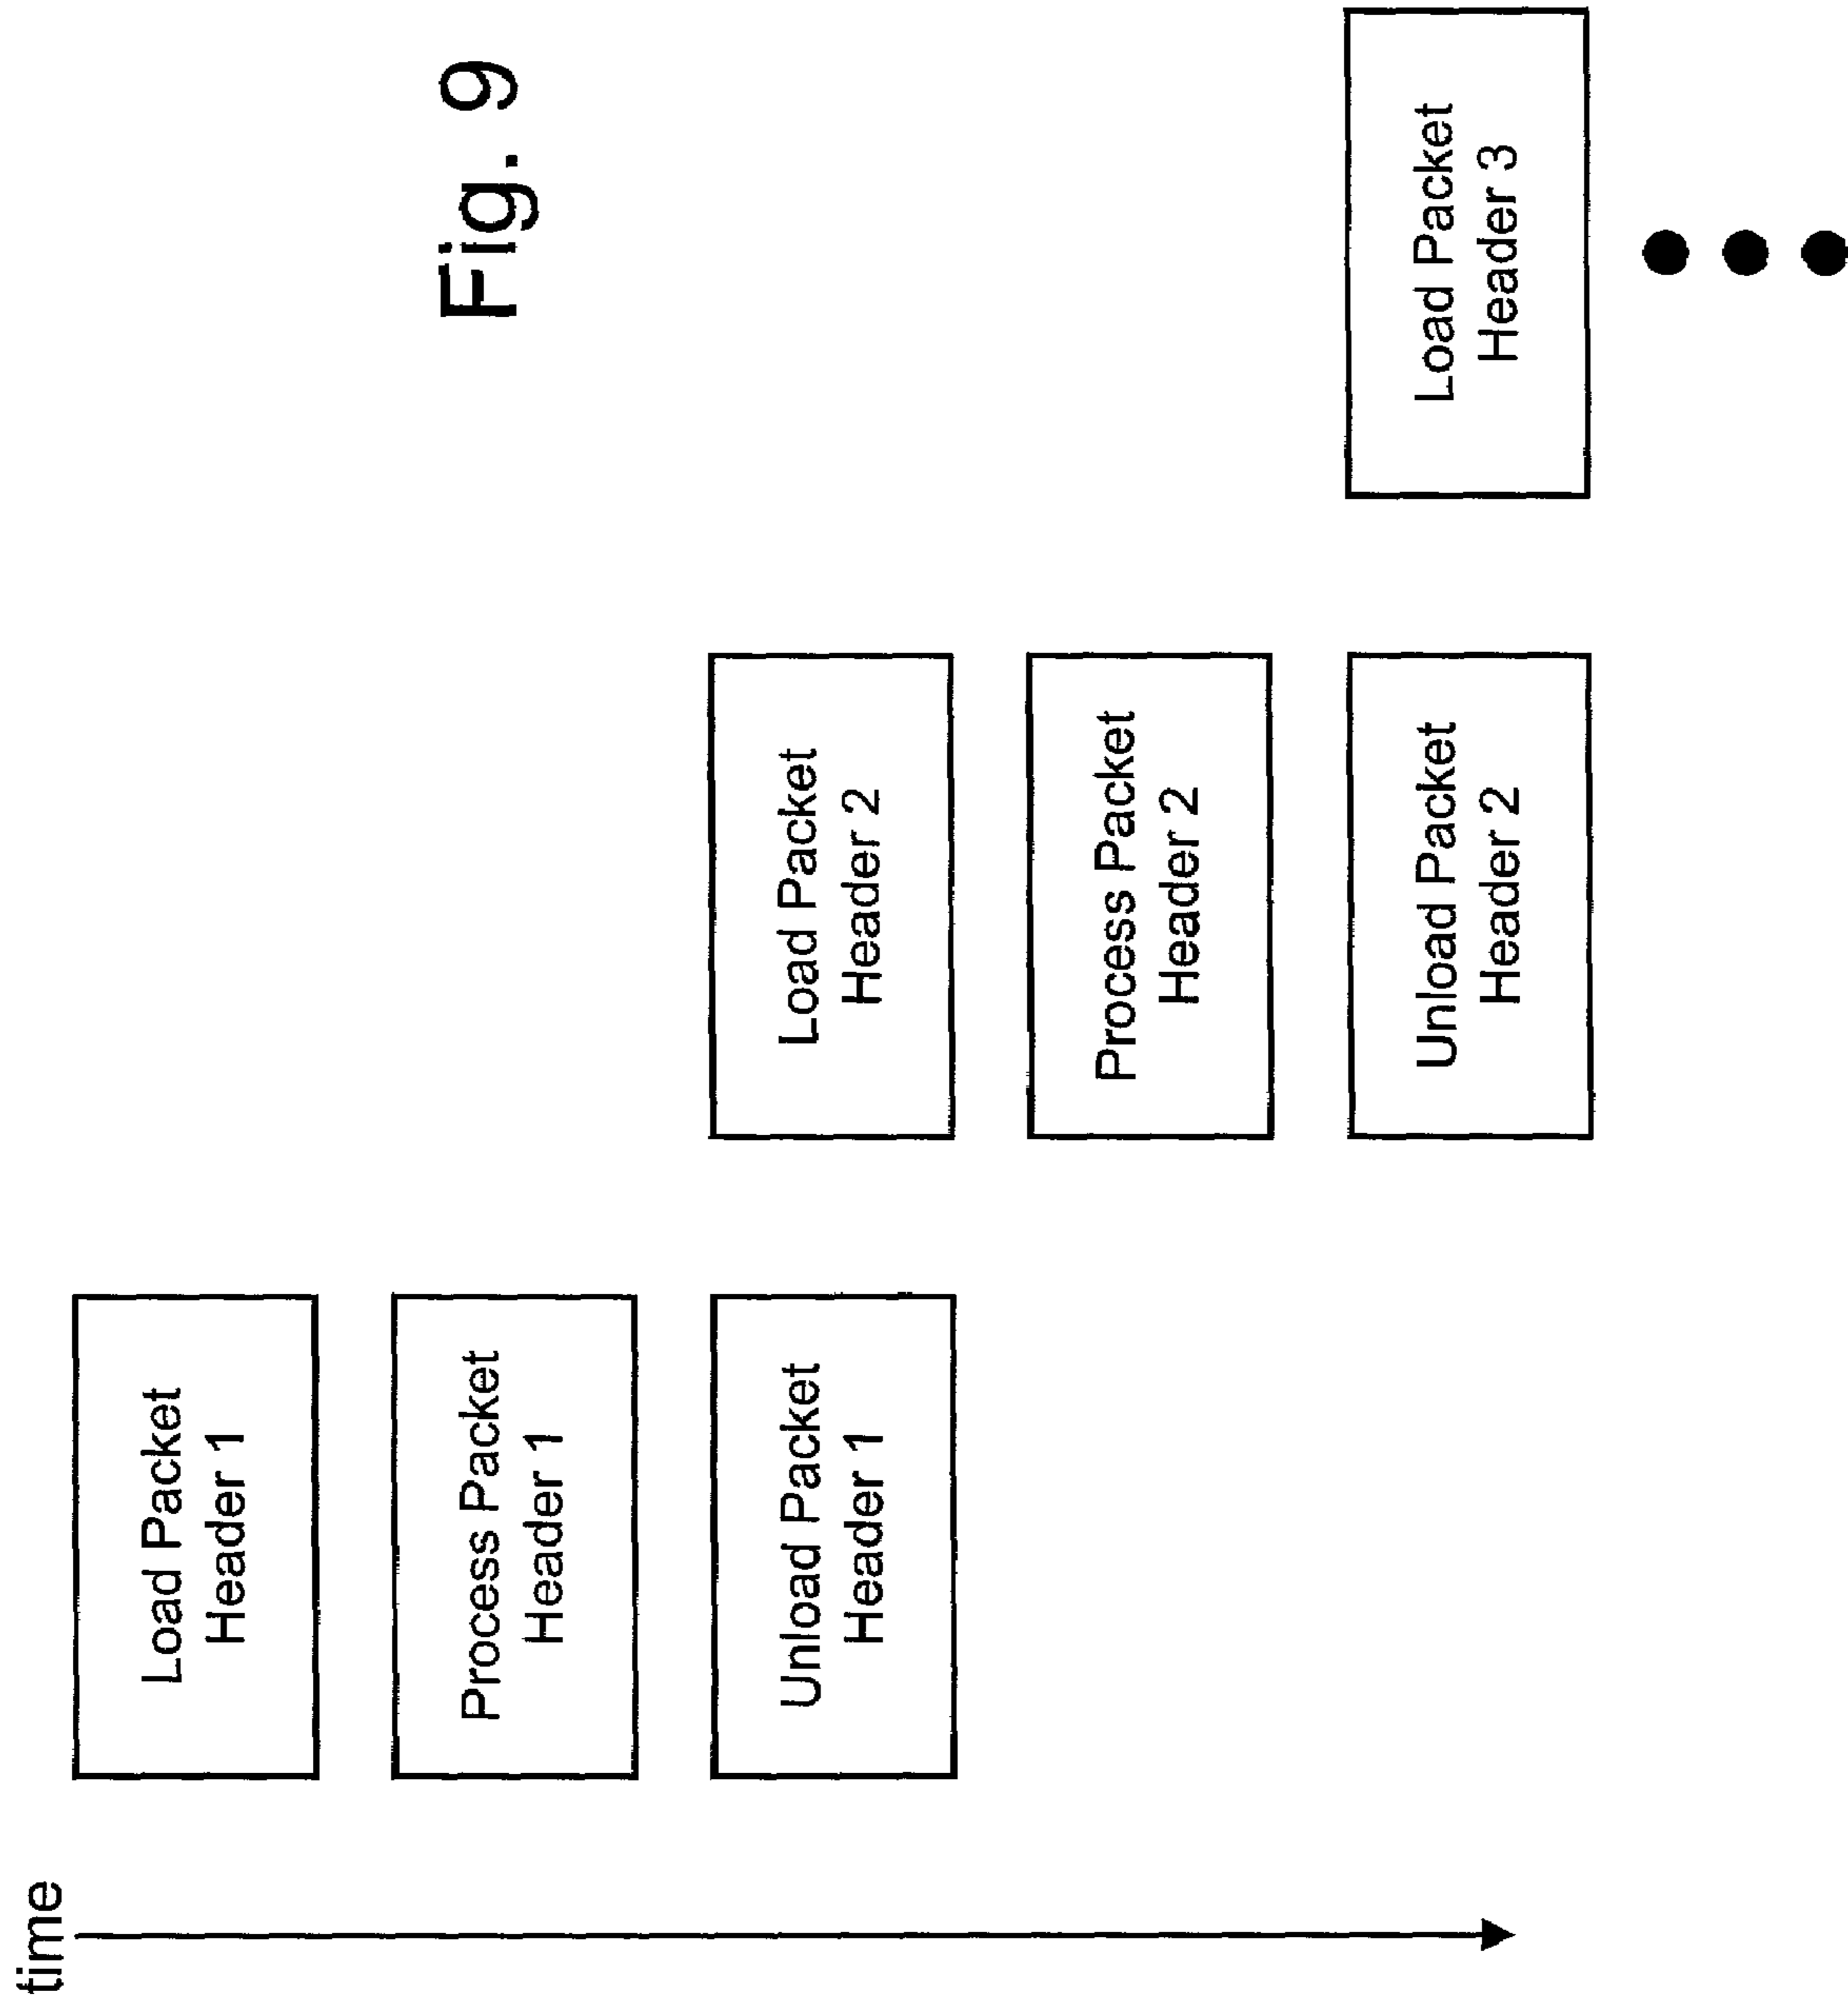 time
Load Packet
Header 1
Process Packet
Header 1
Unload Packet
Header 1
Load Packet
Header 2
Process Packet
Header 2
Unload Packet
Header 2
Load Packet
Header 3
Fig. 9